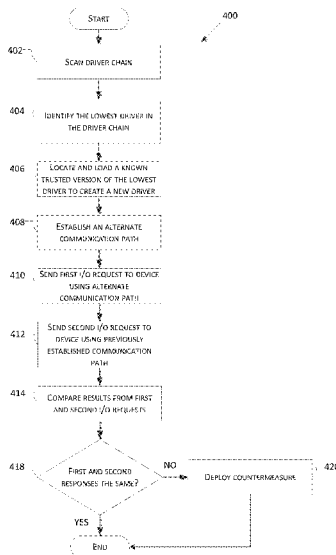 START
400
402
SCAN DRIVER CHAIN
404
IDENTIFY THE LOWEST DRIVER IN
THE DRIVER CHAIN
406
LOCATE AND LOAD A KNOWN
TRUSTED VERSION OF THE LOWEST
DRIVER TO CREATE A NEW DRIVER
408
ESTABLISH AN ALTERNATE
COMMUNICATION PATH
410
SEND FIRST I/O REQUEST TO DEVICE
USING ALTERNATE
COMMUNICATION PATH
412
SEND SECOND I/O REQUEST TO
DEVICE USING PREVIOUSLY
ESTABLISHED COMMUNICATION
PATH
414
COMPARE RESULTS FROM FIRST
AND SECOND I/O REQUESTS
418
FIRST AND SECOND
RESPONSES THE SAME?
NO
DEPLOY COUNTERMEASURE
420
YES
END